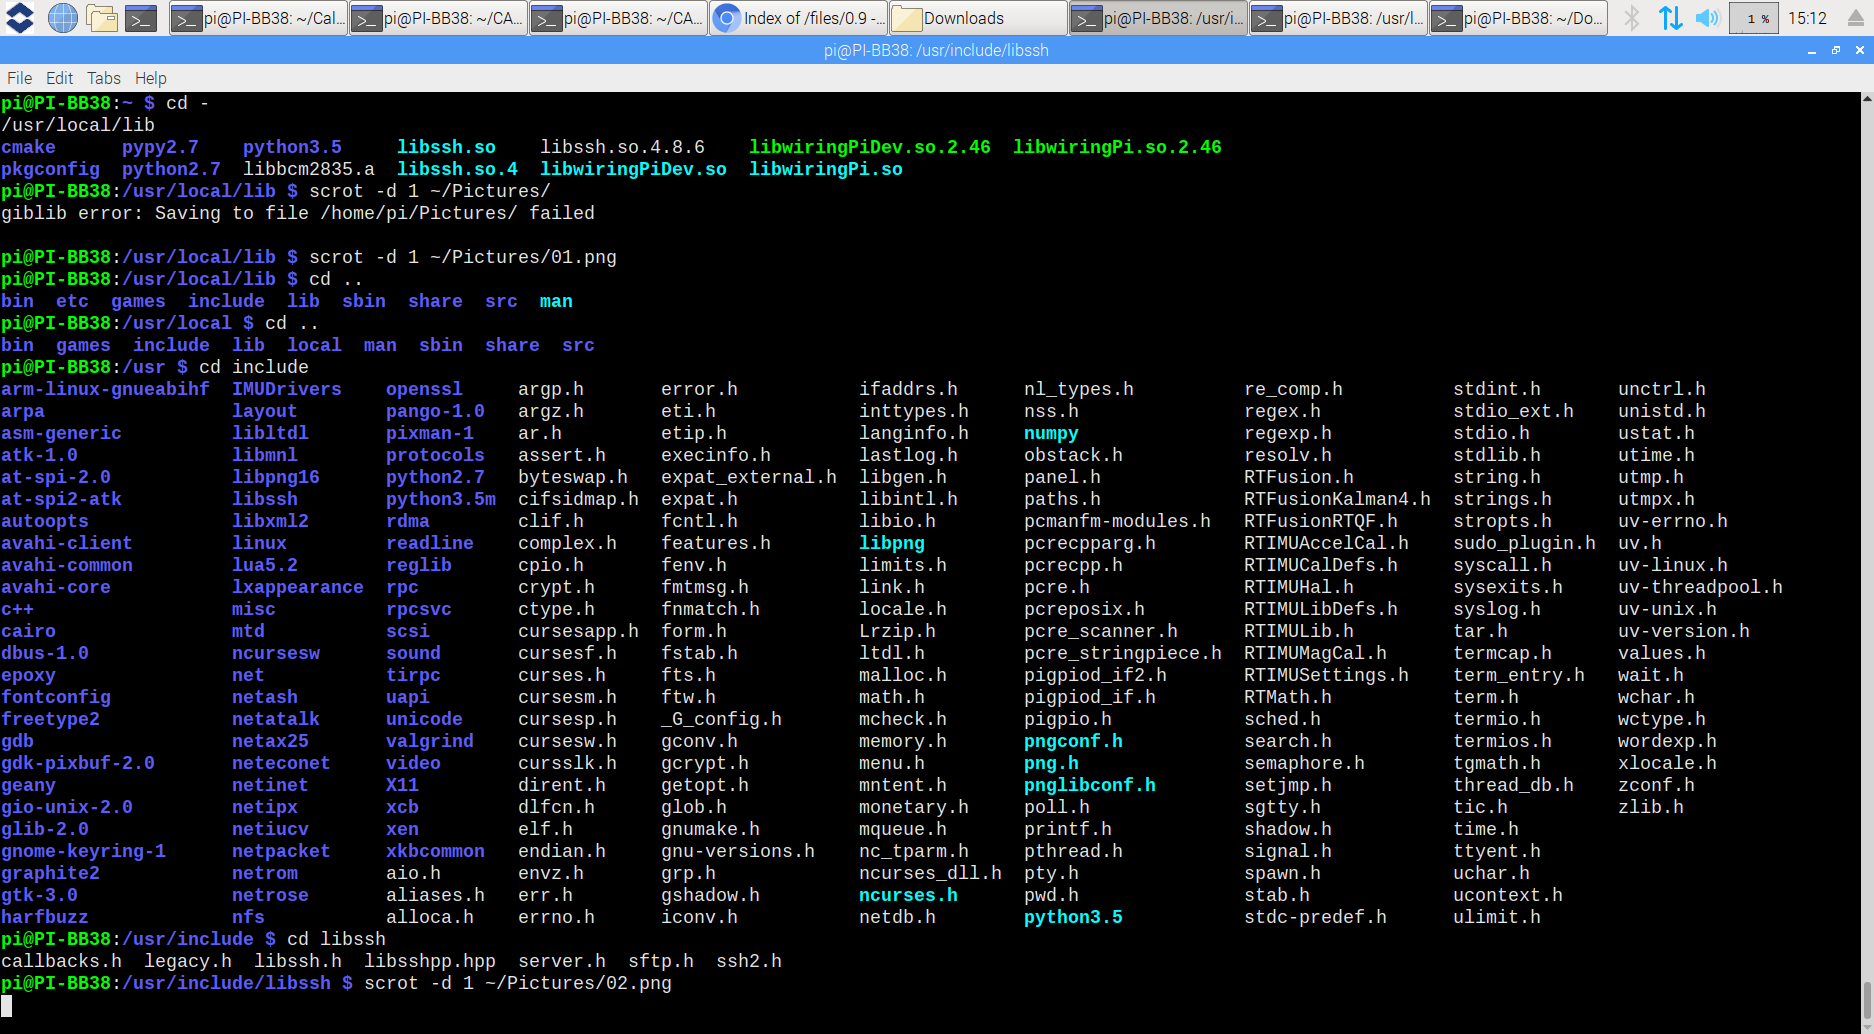 pi@PI-BB38: ~/Cal... pi@PI-BB38: ~/CA... pi@PI-BB38: ~/CA... Index of /files/0.9 -... Downloads pi@PI-BB38: /usr/i... pi@PI-BB38: /usr/l... pi@PI-BB38: ~/Do... 1 % 15:12
pi@PI-BB38: /usr/include/libssh
File Edit Tabs Help
pi@PI-BB38:~ $ cd -
/usr/local/lib
cmake pypy2.7 python3.5 libssh.so libssh.so.4.8.6 libwiringPiDev.so.2.46 libwiringPi.so.2.46
pkgconfig python2.7 libbcm2835.a libssh.so.4 libwiringPiDev.so libwiringPi.so
pi@PI-BB38:/usr/local/lib $ scrot -d 1 ~/Pictures/
giblib error: Saving to file /home/pi/Pictures/ failed
pi@PI-BB38:/usr/local/lib $ scrot -d 1 ~/Pictures/01.png
pi@PI-BB38:/usr/local/lib $ cd ..
bin etc games include lib sbin share src man
pi@PI-BB38:/usr/local $ cd ..
bin games include lib local man sbin share src
pi@PI-BB38:/usr $ cd include
arm-linux-gnueabihf IMUDrivers openssl argp.h error.h ifaddrs.h nl_types.h re_comp.h stdint.h unctrl.h
arpa layout pango-1.0 argz.h eti.h inttypes.h nss.h regex.h stdio_ext.h unistd.h
asm-generic libltdl pixman-1 ar.h etip.h langinfo.h numpy regexp.h stdio.h ustat.h
atk-1.0 libmnl protocols assert.h execinfo.h lastlog.h obstack.h resolv.h stdlib.h utime.h
at-spi-2.0 libpng16 python2.7 byteswap.h expat_external.h libgen.h panel.h RTFusion.h string.h utmp.h
at-spi2-atk libssh python3.5m cifsidmap.h expat.h libintl.h paths.h RTFusionKalman4.h strings.h utmpx.h
autoopts libxml2 rdma clif.h fcntl.h libio.h pcmanfm-modules.h RTFusionRTQF.h stropts.h uv-errno.h
avahi-client linux readline complex.h features.h libpng pcrecpparg.h RTIMUAccelCal.h sudo_plugin.h uv.h
avahi-common lua5.2 reglib cpio.h fenv.h limits.h pcrecpp.h RTIMUCalDefs.h syscall.h uv-linux.h
avahi-core lxappearance rpc crypt.h fmtmsg.h link.h pcre.h RTIMUHal.h sysexits.h uv-threadpool.h
c++ misc rpcsvc ctype.h fnmatch.h locale.h pcreposix.h RTIMULibDefs.h syslog.h uv-unix.h
cairo mtd scsi cursesapp.h form.h Lrzip.h pcre_scanner.h RTIMULib.h tar.h uv-version.h
dbus-1.0 ncursesw sound cursesf.h fstab.h ltdl.h pcre_stringpiece.h RTIMUMagCal.h termcap.h values.h
epoxy net tirpc curses.h fts.h malloc.h pigpiod_if2.h RTIMUSettings.h term_entry.h wait.h
fontconfig netash uapi cursesm.h ftw.h math.h pigpiod_if.h RTMath.h term.h wchar.h
freetype2 netatalk unicode cursesp.h _G_config.h mcheck.h pigpio.h sched.h termio.h wctype.h
gdb netax25 valgrind cursesw.h gconv.h memory.h pngconf.h search.h termios.h wordexp.h
gdk-pixbuf-2.0 neteconet video cursslk.h gcrypt.h menu.h png.h semaphore.h tgmath.h xlocale.h
geany netinet X11 dirent.h getopt.h mntent.h pnglibconf.h setjmp.h thread_db.h zconf.h
gio-unix-2.0 netipx xcb dlfcn.h glob.h monetary.h poll.h sgtty.h tic.h zlib.h
glib-2.0 netiucv xen elf.h gnumake.h mqueue.h printf.h shadow.h time.h
gnome-keyring-1 netpacket xkbcommon endian.h gnu-versions.h nc_tparm.h pthread.h signal.h ttyent.h
graphite2 netrom aio.h envz.h grp.h ncurses_dll.h pty.h spawn.h uchar.h
gtk-3.0 netrose aliases.h err.h gshadow.h ncurses.h pwd.h stab.h ucontext.h
harfbuzz nfs alloca.h errno.h iconv.h netdb.h python3.5 stdc-predef.h ulimit.h
pi@PI-BB38:/usr/include $ cd libssh
callbacks.h legacy.h libssh.h libsshpp.hpp server.h sftp.h ssh2.h
pi@PI-BB38:/usr/include/libssh $ scrot -d 1 ~/Pictures/02.png